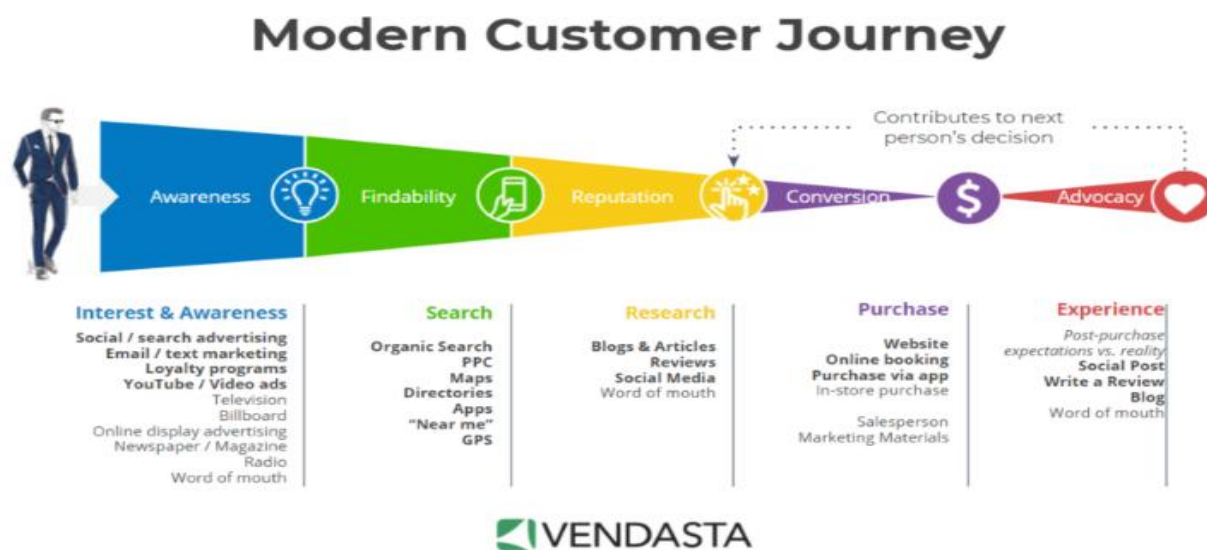 Modern Customer Journey
Contributes to next
person's decision
Awareness
Findability
Reputation
Conversion
$
Advocacy
Interest & Awareness
Social / search advertising
Email / text marketing
Loyalty programs
YouTube / Video ads
Television
Billboard
Online display advertising
Newspaper / Magazine
Radio
Word of mouth
Search
Organic Search
PPC
Maps
Directories
Apps
"Near me"
GPS
Research
Blogs & Articles
Reviews
Social Media
Word of mouth
Purchase
Website
Online booking
Purchase via app
In-store purchase
Salesperson
Marketing Materials
Experience
Post-purchase
expectations vs. reality
Social Post
Write a Review
Blog
Word of mouth
VENDASTA